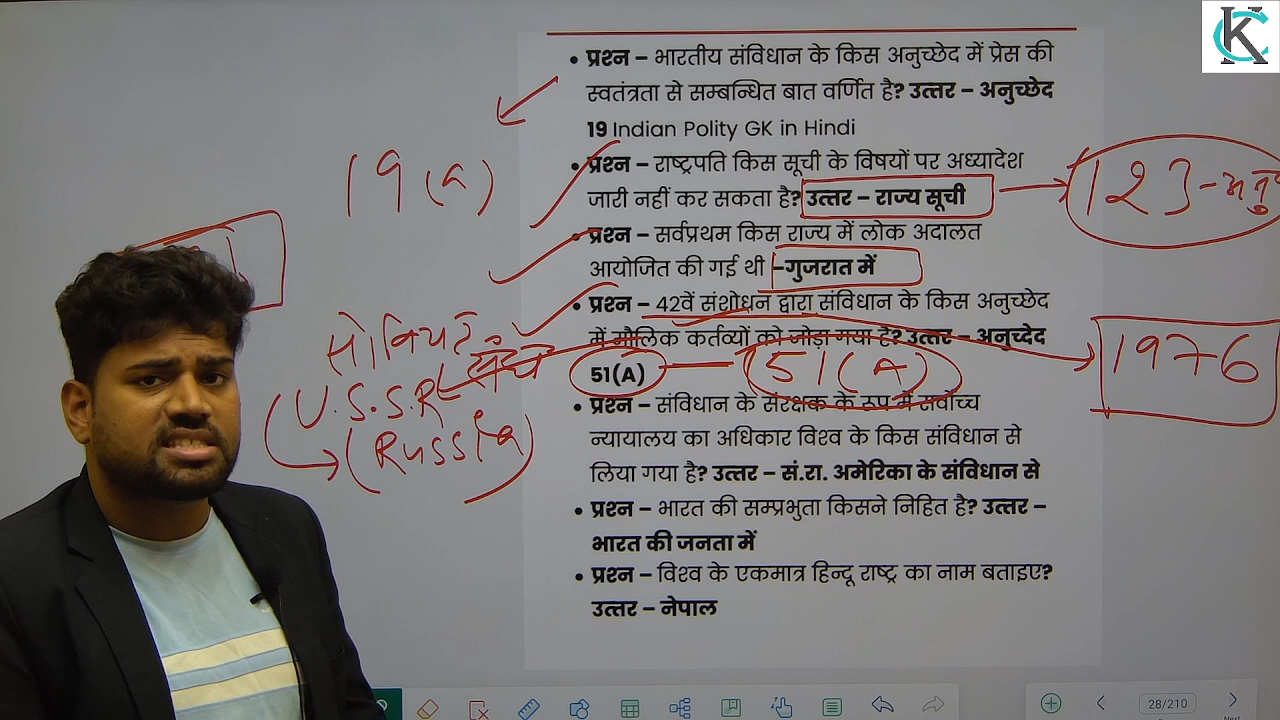 • प्रश्न – भारतीय संविधान के किस अनुच्छेद में प्रेस की
स्वतंत्रता से सम्बन्धित बात वर्णित है? उत्तर – अनुच्छेद
19 Indian Polity GK in Hindi
• प्रश्न – राष्ट्रपति किस सूची के विषयों पर अध्यादेश
जारी नहीं कर सकता है? उत्तर – राज्य सूची
• प्रश्न – सर्वप्रथम किस राज्य में लोक अदालत
आयोजित की गई थी –गुजरात में
• प्रश्न – 42वें संशोधन द्वारा संविधान के किस अनुच्छेद
में मौलिक कर्तव्यों को जोड़ा गया है? उत्तर – अनुच्देद
51(A)
• प्रश्न – संविधान के संरक्षक के रूप में सर्वोच्च
न्यायालय का अधिकार विश्व के किस संविधान से
लिया गया है? उत्तर – सं.रा. अमेरिका के संविधान से
• प्रश्न – भारत की सम्प्रभुता किसने निहित है? उत्तर –
भारत की जनता में
• प्रश्न – विश्व के एकमात्र हिन्दू राष्ट्र का नाम बताइए?
उत्तर – नेपाल
19(a)
123-अनु
सोवियत संघ
U.S.S.R
(Russia)
51(A)
1976
KC
28/210
Next